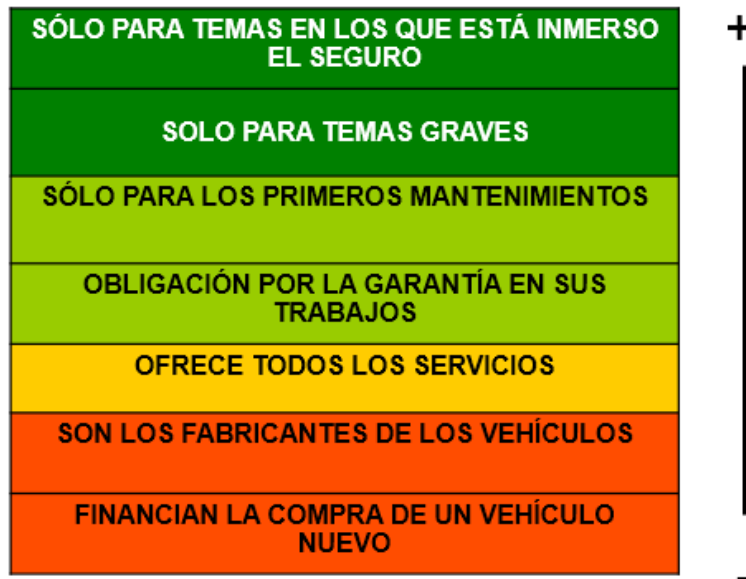 SÓLO PARA TEMAS EN LOS QUE ESTÁ INMERSO
EL SEGURO
SOLO PARA TEMAS GRAVES
SÓLO PARA LOS PRIMEROS MANTENIMIENTOS
OBLIGACIÓN POR LA GARANTÍA EN SUS
TRABAJOS
OFRECE TODOS LOS SERVICIOS
SON LOS FABRICANTES DE LOS VEHÍCULOS
FINANCIAN LA COMPRA DE UN VEHÍCULO
NUEVO
+
-